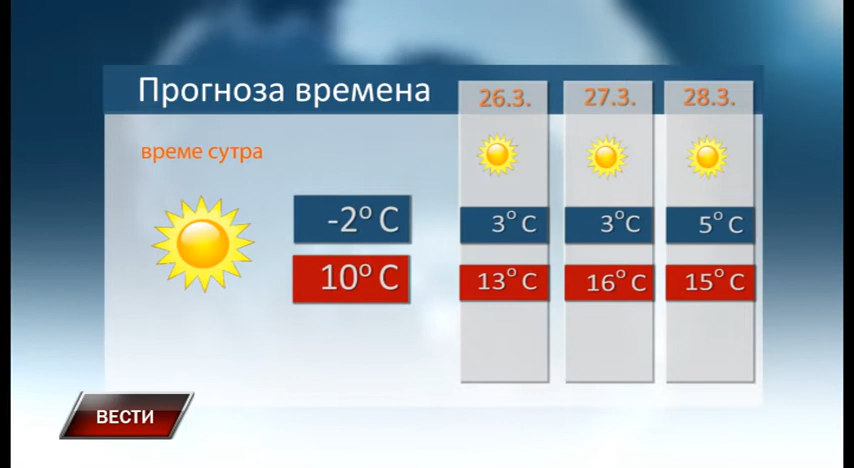 Прогноза времена
време сутра
-2° C
10° C
26.3.
27.3.
28.3.
3° C
3°C
5° C
13° C
16° C
15° C
ВЕСТИ